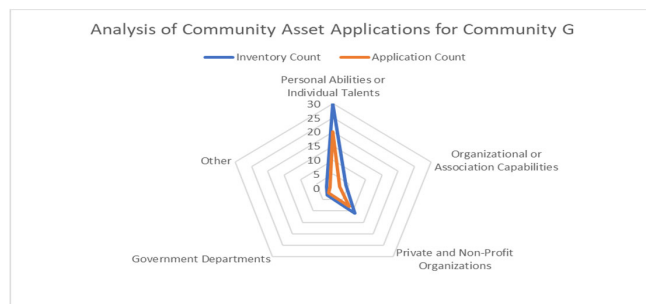 Analysis of Community Asset Applications for Community G
Inventory Count
Application Count
Personal Abilities or
Individual Talents
30
25
20
15
10
5
0
Organizational or
Association Capabilities
Private and Non-Profit
Organizations
Government Departments
Other